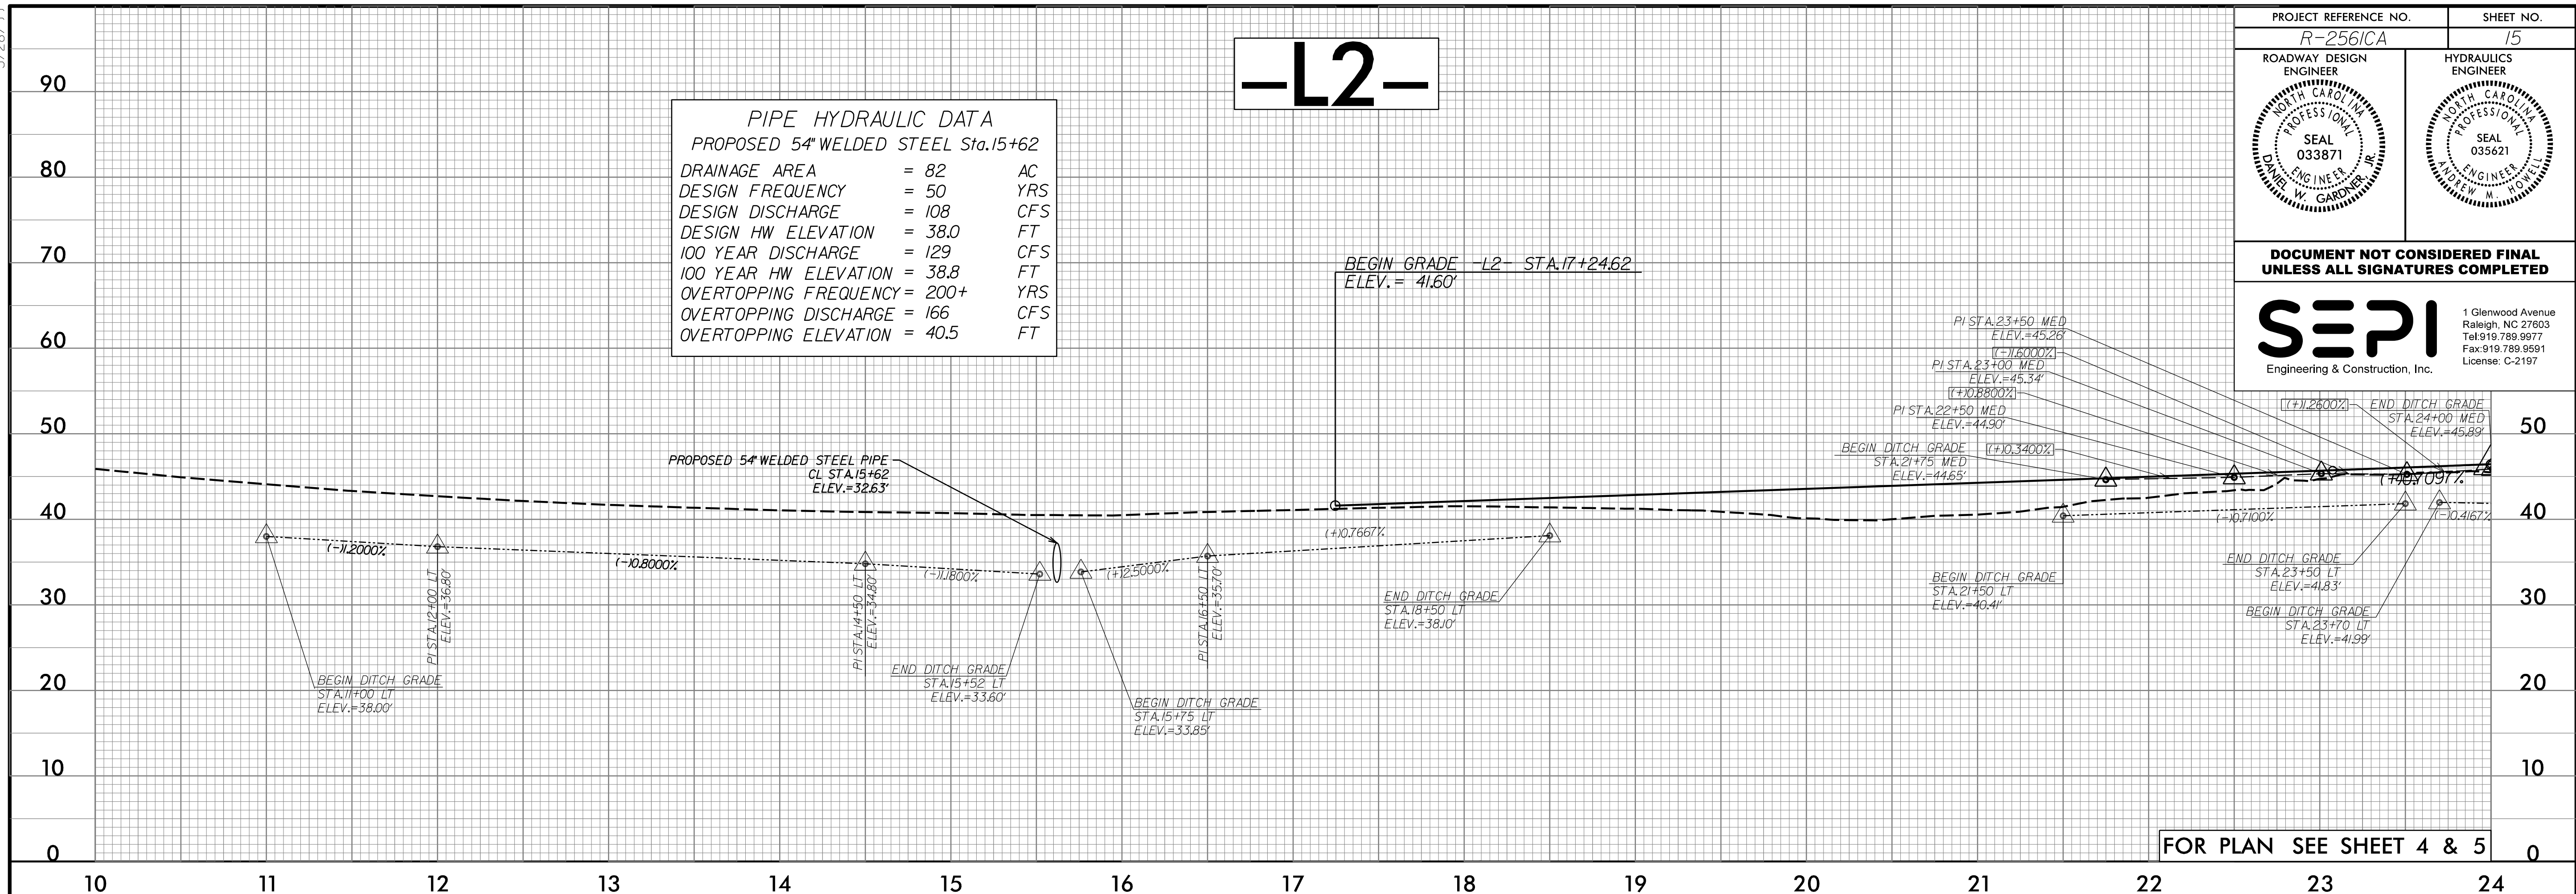 PROJECT REFERENCE NO.
SHEET NO.
R-2561CA
15
ROADWAY DESIGN
ENGINEER
HYDRAULICS
ENGINEER
NORTH CAROLINA
PROFESSIONAL
SEAL
033871
ENGINEER
DANIEL W. GARDNER, JR.
NORTH CAROLINA
PROFESSIONAL
SEAL
035621
ENGINEER
ANDREW M. HOWELL
DOCUMENT NOT CONSIDERED FINAL
UNLESS ALL SIGNATURES COMPLETED
SEPI
Engineering & Construction, Inc.
1 Glenwood Avenue
Raleigh, NC 27603
Tel:919.789.9977
Fax:919.789.9591
License: C-2197
-L2-
PIPE HYDRAULIC DATA
PROPOSED 54" WELDED STEEL Sta.15+62
DRAINAGE AREA = 82 AC
DESIGN FREQUENCY = 50 YRS
DESIGN DISCHARGE = 108 CFS
DESIGN HW ELEVATION = 38.0 FT
100 YEAR DISCHARGE = 129 CFS
100 YEAR HW ELEVATION = 38.8 FT
OVERTOPPING FREQUENCY = 200+ YRS
OVERTOPPING DISCHARGE = 166 CFS
OVERTOPPING ELEVATION = 40.5 FT
90
80
70
60
50
40
30
20
10
0
BEGIN GRADE -L2- STA.17+24.62
ELEV.= 41.60'
PI STA.23+50 MED
ELEV.=45.26'
(-)1.6000%
PI STA.23+00 MED
ELEV.=45.34'
(+)0.8800%
PI STA.22+50 MED
ELEV.=44.90'
BEGIN DITCH GRADE
STA.21+75 MED
ELEV.=44.65'
(+)0.3400%
(+)1.2600%
END DITCH GRADE
STA.24+00 MED
ELEV.=45.89'
(+)0.7097%
PROPOSED 54" WELDED STEEL PIPE
CL STA.15+62
ELEV.=32.63'
(-)1.2000%
(-)0.8000%
(-)1.1800%
(+)2.5000%
(+)0.7667%
(-)0.7100%
(-)0.4167%
BEGIN DITCH GRADE
STA.11+00 LT
ELEV.=38.00'
PI STA.12+00 LT
ELEV.=36.80'
PI STA.14+50 LT
ELEV.=34.80'
END DITCH GRADE
STA.15+52 LT
ELEV.=33.60'
BEGIN DITCH GRADE
STA.15+75 LT
ELEV.=33.85'
PI STA.16+50 LT
ELEV.=35.70'
END DITCH GRADE
STA.18+50 LT
ELEV.=38.10'
BEGIN DITCH GRADE
STA.21+50 LT
ELEV.=40.41'
END DITCH GRADE
STA.23+50 LT
ELEV.=41.83'
BEGIN DITCH GRADE
STA.23+70 LT
ELEV.=41.99'
50
40
30
20
10
0
FOR PLAN SEE SHEET 4 & 5
10 11 12 13 14 15 16 17 18 19 20 21 22 23 24